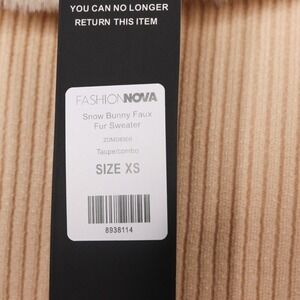 YOU CAN NO LONGER
RETURN THIS ITEM
FASHIONNOVA
Snow Bunny Faux
Fur Sweater
Taupe/combo
SIZE XS
8938114